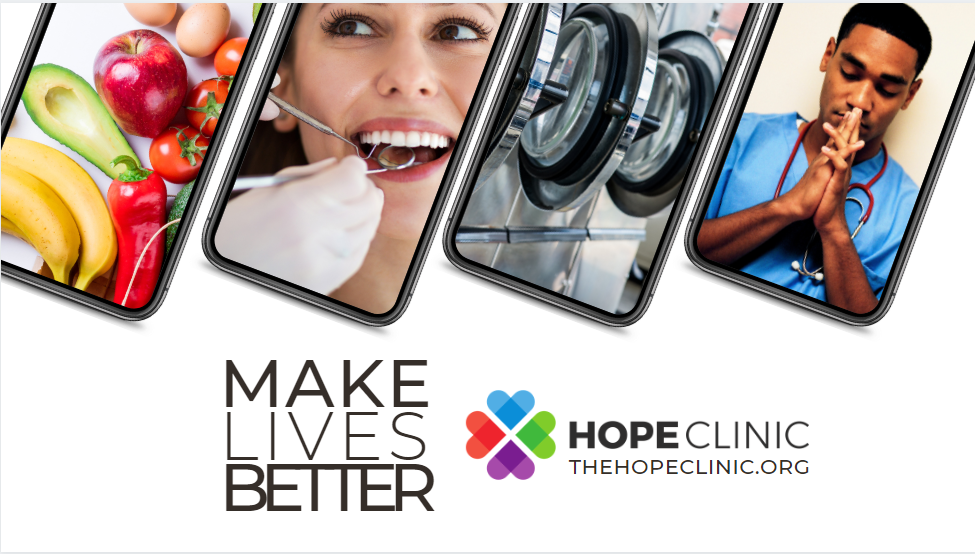 MAKE
LIVES
BETTER
HOPE CLINIC
THEHOPECLINIC.ORG